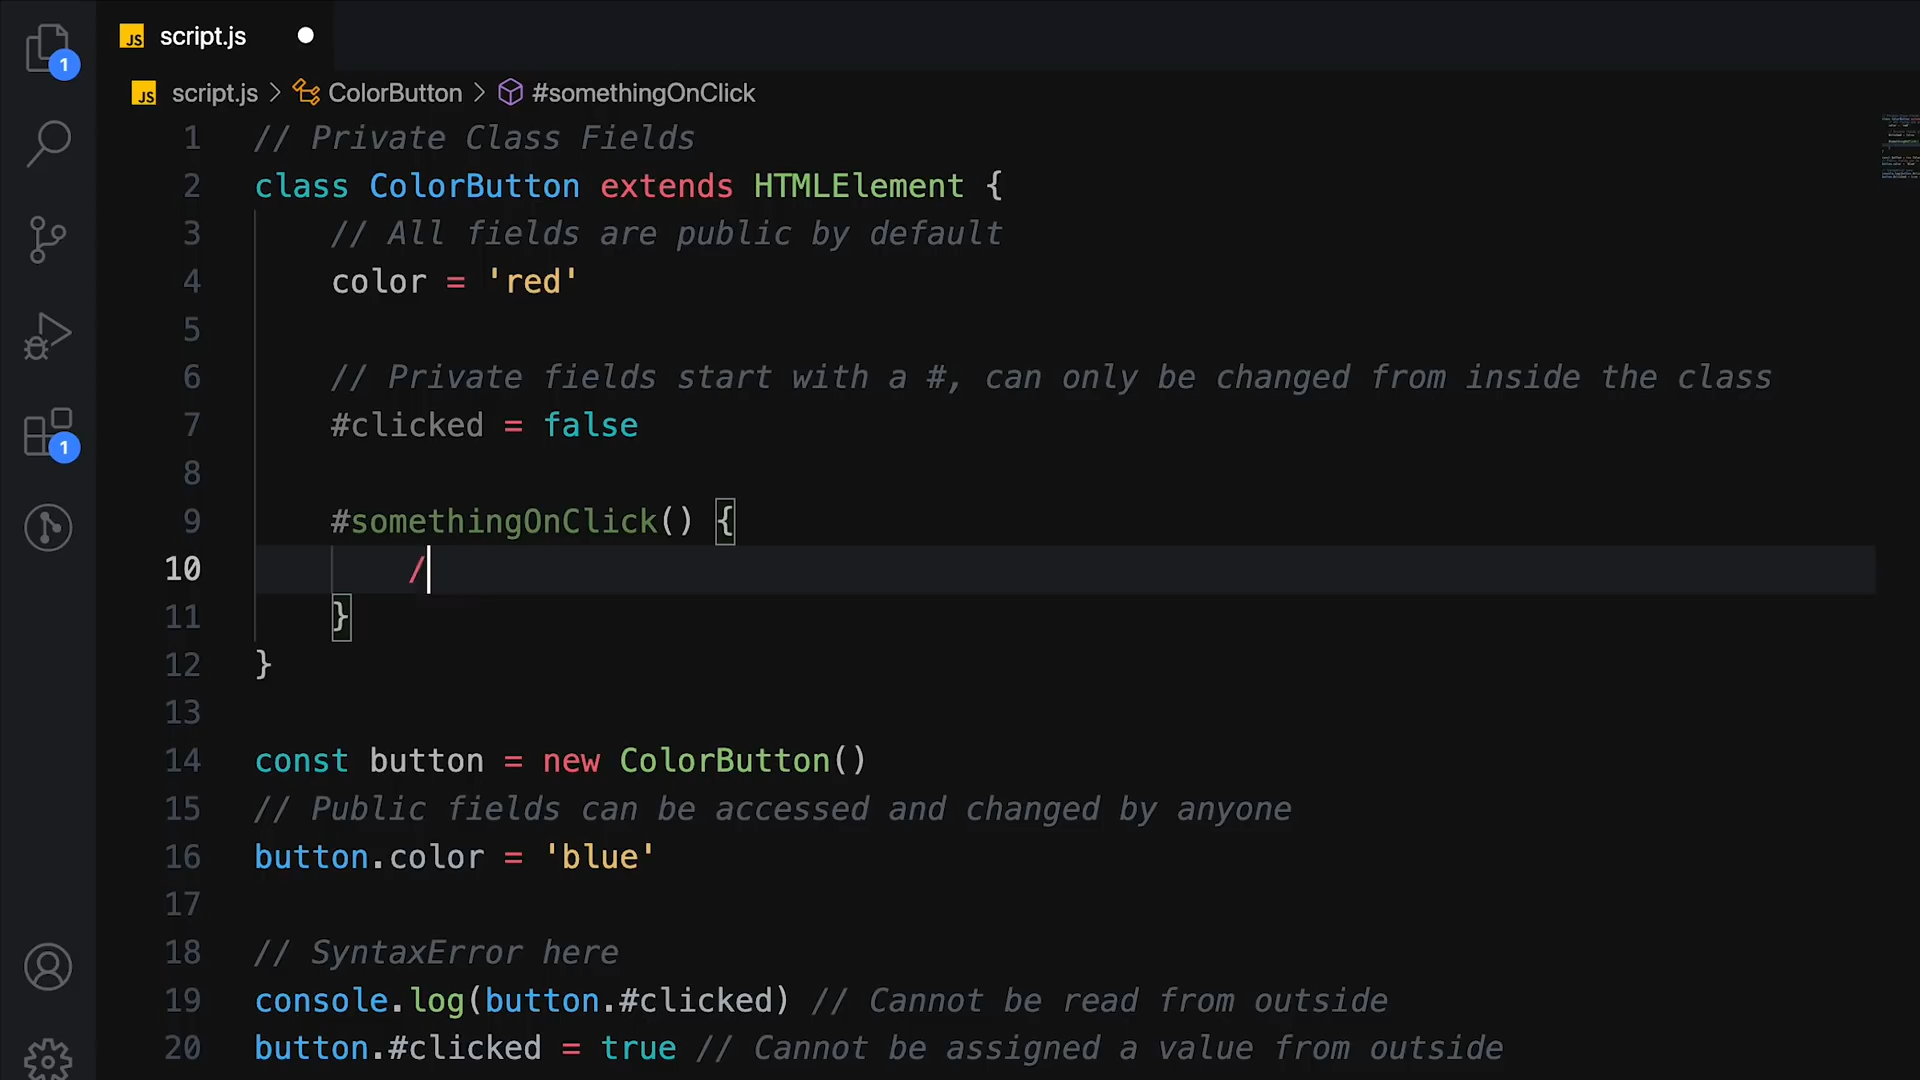 JS script.js
1
JS script.js > ColorButton > #somethingOnClick
1 // Private Class Fields
2 class ColorButton extends HTMLElement {
3 // All fields are public by default
4 color = 'red'
5
6 // Private fields start with a #, can only be changed from inside the class
7 #clicked = false
8
1
9 #somethingOnClick() {
10 /
11 }
12 }
13
14 const button = new ColorButton()
15 // Public fields can be accessed and changed by anyone
16 button.color = 'blue'
17
18 // SyntaxError here
19 console.log(button.#clicked) // Cannot be read from outside
20 button.#clicked = true // Cannot be assigned a value from outside